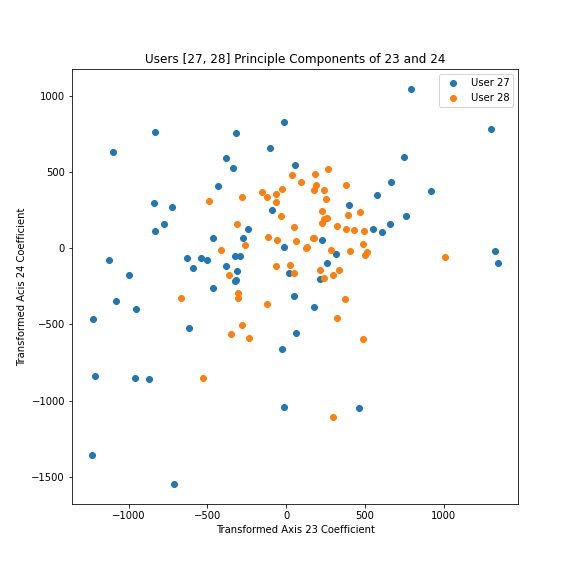 Users [27, 28] Principle Components of 23 and 24
User 27
User 28
1000
500
0
−500
−1000
−1500
Transformed Acis 24 Coefficient
−1000
−500
0
500
1000
Transformed Axis 23 Coefficient